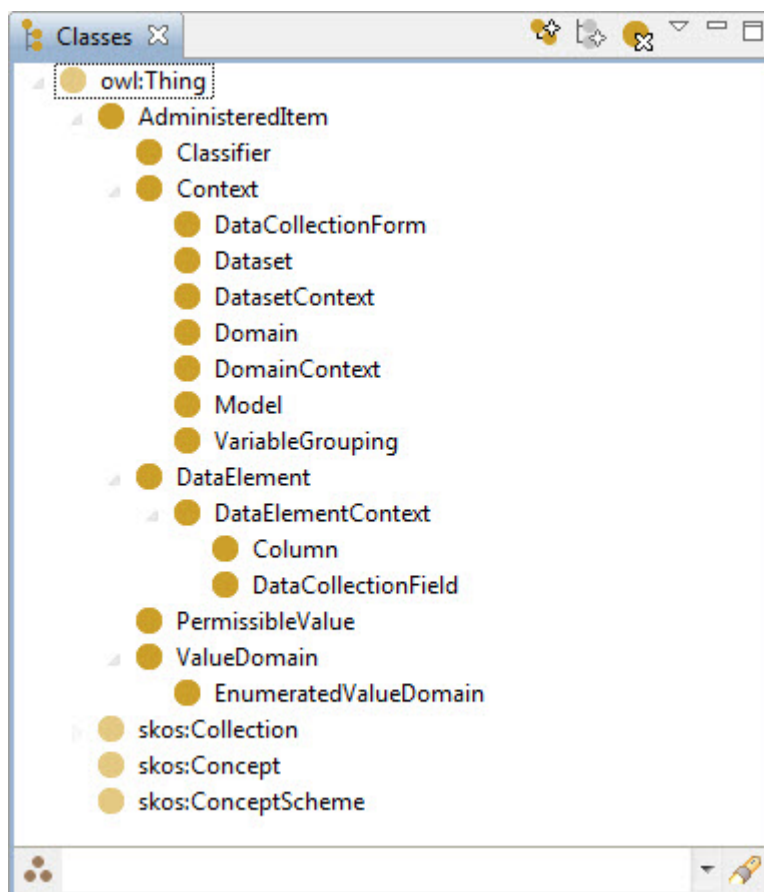 Classes
owl:Thing
AdministeredItem
Classifier
Context
DataCollectionForm
Dataset
DatasetContext
Domain
DomainContext
Model
VariableGrouping
DataElement
DataElementContext
Column
DataCollectionField
PermissibleValue
ValueDomain
EnumeratedValueDomain
skos:Collection
skos:Concept
skos:ConceptScheme